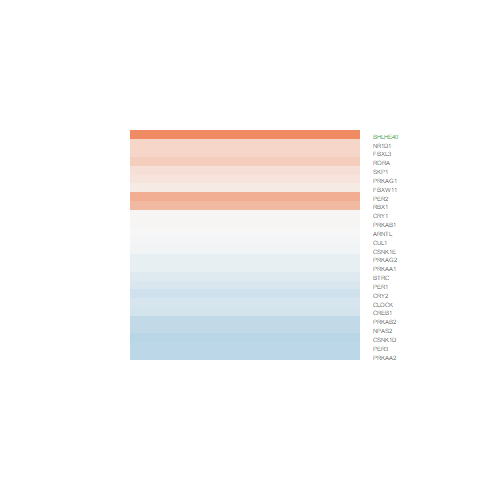 BHLHE40
NR1D1
FBXL3
RORA
SKP1
PRKAG1
FBXW11
PER2
RBX1
CRY1
PRKAB1
ARNTL
CUL1
CSNK1E
PRKAG2
PRKAA1
BTRC
PER1
CRY2
CLOCK
CREB1
PRKAB2
NPAS2
CSNK1D
PER3
PRKAA2